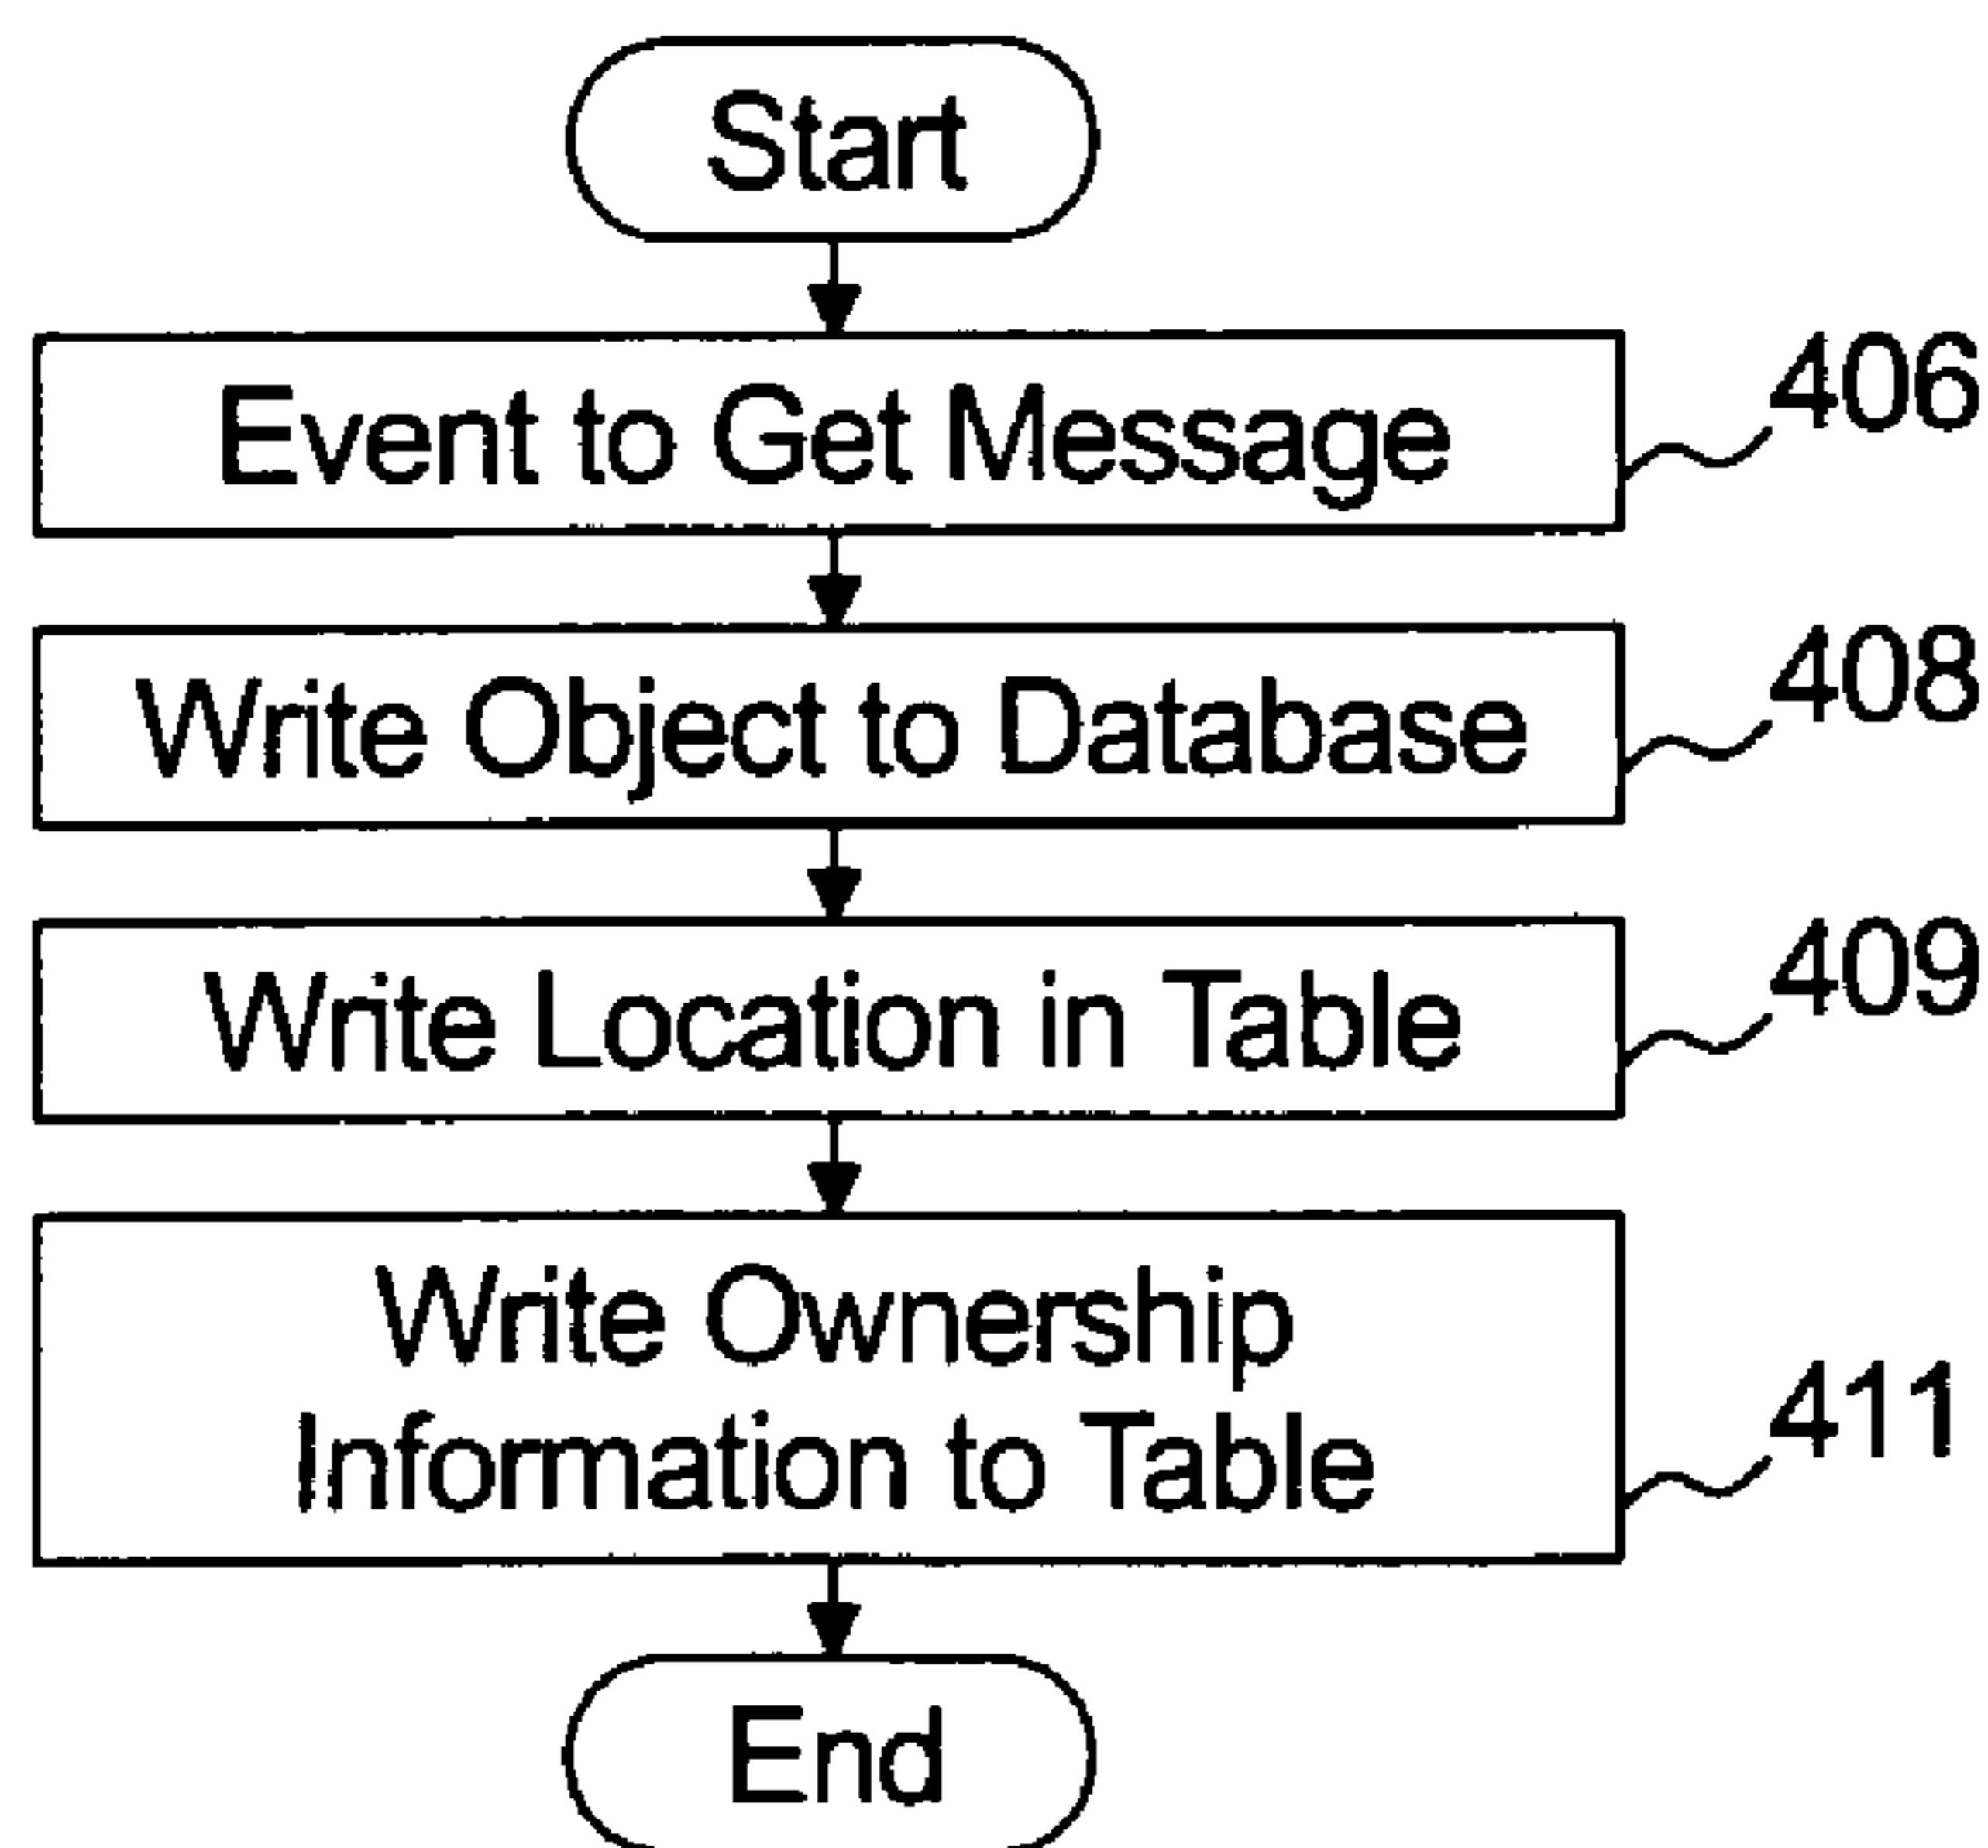 Start
Event to Get Message
406
Write Object to Database
408
Write Location in Table
409
Write Ownership
Information to Table
411
End